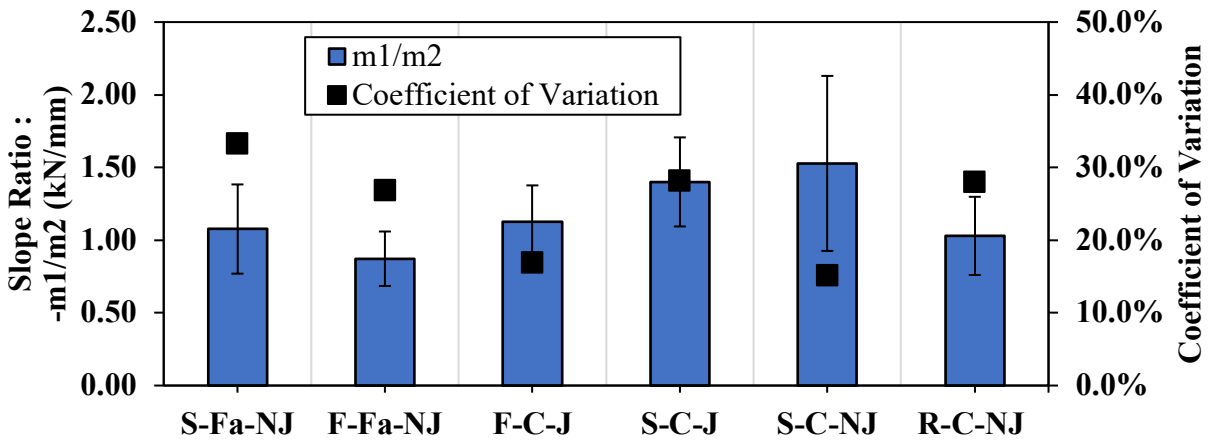 2.50
2.00
1.50
1.00
0.50
0.00
Slope Ratio :
-m1/m2 (kN/mm)
m1/m2
Coefficient of Variation
50.0%
40.0%
30.0%
20.0%
10.0%
0.0%
Coefficient of Variation
S-Fa-NJ F-Fa-NJ F-C-J S-C-J S-C-NJ R-C-NJ